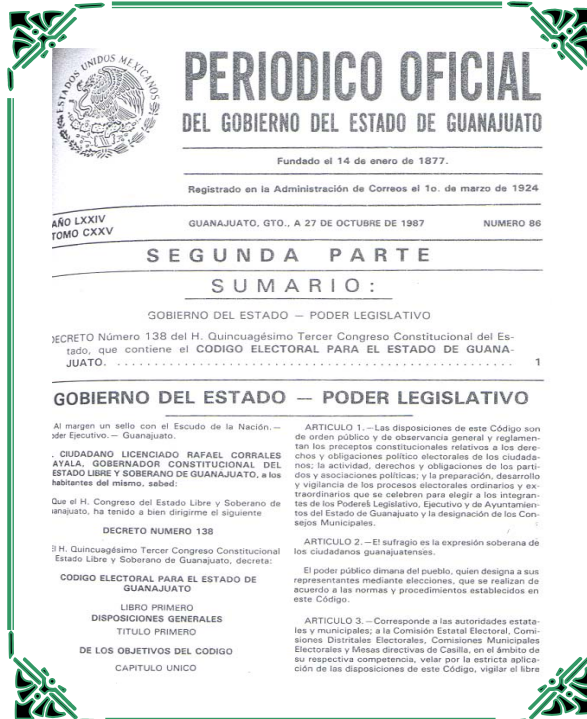 ESTADOS UNIDOS MEXICANOS
PERIODICO OFICIAL
DEL GOBIERNO DEL ESTADO DE GUANAJUATO
Fundado el 14 de enero de 1877.
Registrado en la Administración de Correos el 1o. de marzo de 1924
AÑO LXXIV
TOMO CXXV
GUANAJUATO, GTO., A 27 DE OCTUBRE DE 1987
NUMERO 86
SEGUNDA PARTE
SUMARIO:
GOBIERNO DEL ESTADO — PODER LEGISLATIVO
DECRETO Número 138 del H. Quincuagésimo Tercer Congreso Constitucional del Es-
tado, que contiene el CODIGO ELECTORAL PARA EL ESTADO DE GUANA-
JUATO. . . . . . . . . . . . . . . . . . . . . . . . . . . . . . 1
GOBIERNO DEL ESTADO — PODER LEGISLATIVO
Al margen un sello con el Escudo de la Nación.—
oder Ejecutivo.— Guanajuato.
. CIUDADANO LICENCIADO RAFAEL CORRALES
AYALA, GOBERNADOR CONSTITUCIONAL DEL
ESTADO LIBRE Y SOBERANO DE GUANAJUATO, a los
habitantes del mismo, sebed:
Que el H. Congreso del Estado Libre y Soberano de
uanajuato, ha tenido a bien dirigirme el siguiente
DECRETO NUMERO 138
El H. Quincuagésimo Tercer Congreso Constitucional
Estado Libre y Soberano de Guanajuato, decreta:
CODIGO ELECTORAL PARA EL ESTADO DE
GUANAJUATO
LIBRO PRIMERO
DISPOSICIONES GENERALES
TITULO PRIMERO
DE LOS OBJETIVOS DEL CODIGO
CAPITULO UNICO
ARTICULO 1.—Las disposiciones de este Código son
de orden público y de observancia general y reglamen-
tan los preceptos constitucionales relativos a los dere-
chos y obligaciones político electorales de los ciudada-
nos; la actividad, derechos y obligaciones de los parti-
dos y asociaciones políticas; y la preparación, desarrollo
y vigilancia de los procesos electorales ordinarios y ex-
traordinarios que se celebren para elegir a los integran-
tes de los Poderes Legislativo, Ejecutivo y de Ayuntamien-
tos del Estado de Guanajuato y la designación de los Con-
sejos Municipales.
ARTICULO 2.—El sufragio es la expresión soberana de
los ciudadanos guanajuatenses.
El poder público dimana del pueblo, quien designa a sus
representantes mediante elecciones, que se realizan de
acuerdo a las normas y procedimientos establecidos en
este Código.
ARTICULO 3.—Corresponde a las autoridades estata-
les y municipales; a la Comisión Estatal Electoral, Comi-
siones Distritales Electorales, Comisiones Municipales
Electorales y Mesas directivas de Casilla, en el ámbito de
su respectiva competencia, velar por la estricta aplica-
ción de las disposiciones de este Código, vigilar el libre